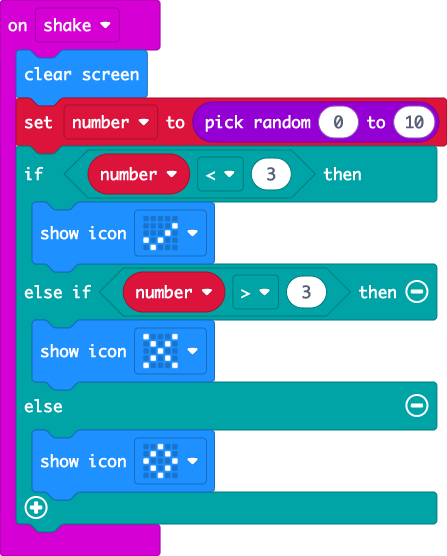 on shake
clear screen
set number to pick random 0 to 10
if number < 3 then
show icon
else if number > 3 then
show icon
else
show icon